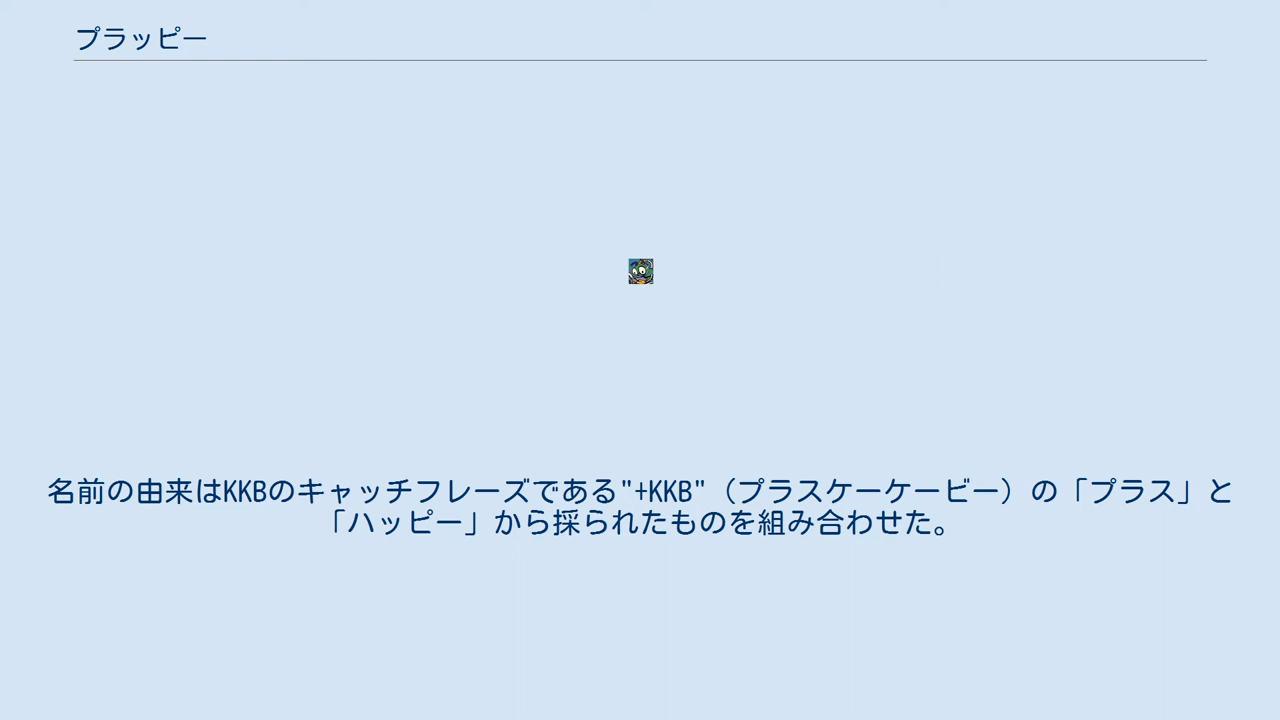 プラッピー
名前の由来はKKBのキャッチフレーズである"+KKB"（プラスケーケービー）の「プラス」と
「ハッピー」から採られたものを組み合わせた。